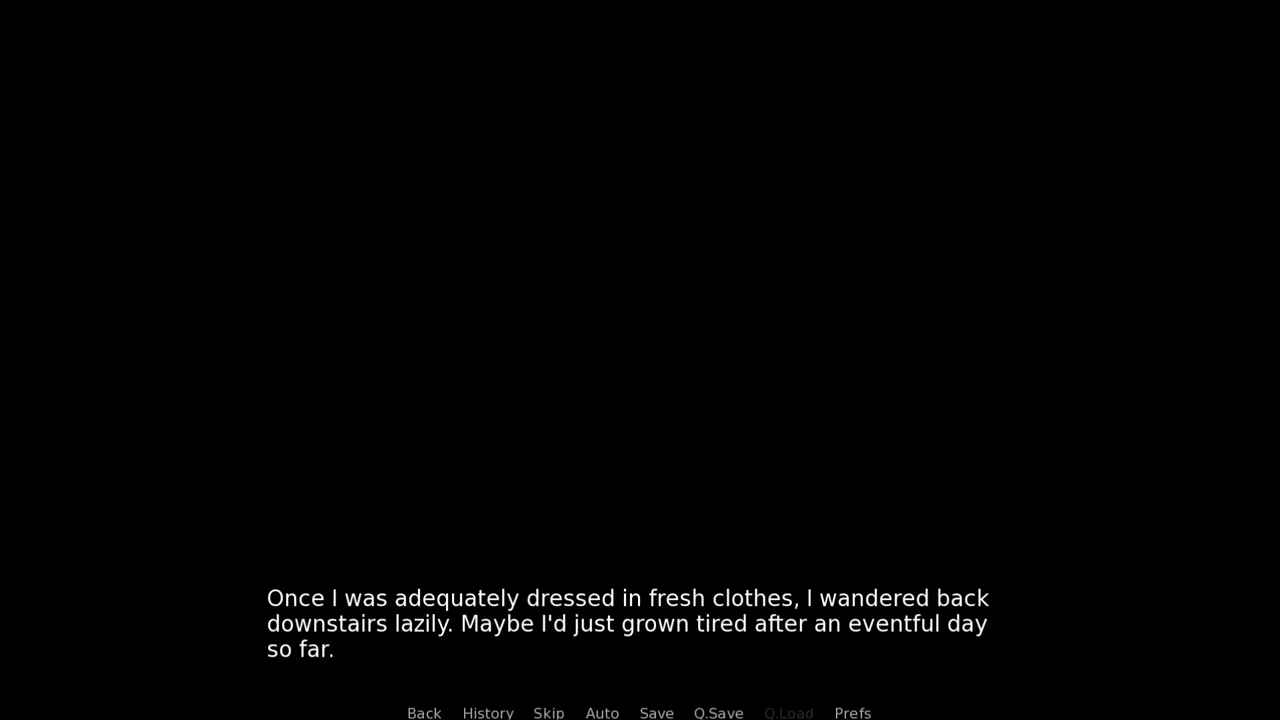 Once I was adequately dressed in fresh clothes, I wandered back
downstairs lazily. Maybe I'd just grown tired after an eventful day
so far.
Back History Skip Auto Save Q.Save Q.Load Prefs